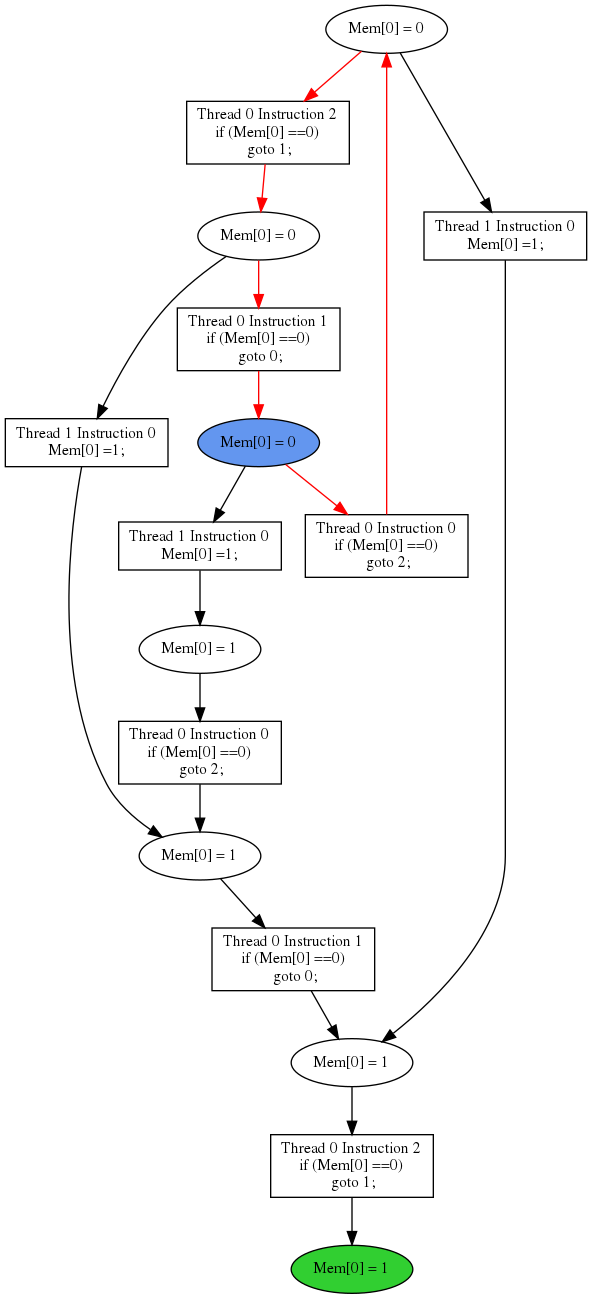 Mem[0] = 0
Thread 0 Instruction 2
if (Mem[0] ==0)
goto 1;
Mem[0] = 0
Thread 1 Instruction 0
Mem[0] =1;
Thread 0 Instruction 1
if (Mem[0] ==0)
goto 0;
Thread 1 Instruction 0
Mem[0] =1;
Mem[0] = 0
Thread 1 Instruction 0
Mem[0] =1;
Thread 0 Instruction 0
if (Mem[0] ==0)
goto 2;
Mem[0] = 1
Thread 0 Instruction 0
if (Mem[0] ==0)
goto 2;
Mem[0] = 1
Thread 0 Instruction 1
if (Mem[0] ==0)
goto 0;
Mem[0] = 1
Thread 0 Instruction 2
if (Mem[0] ==0)
goto 1;
Mem[0] = 1